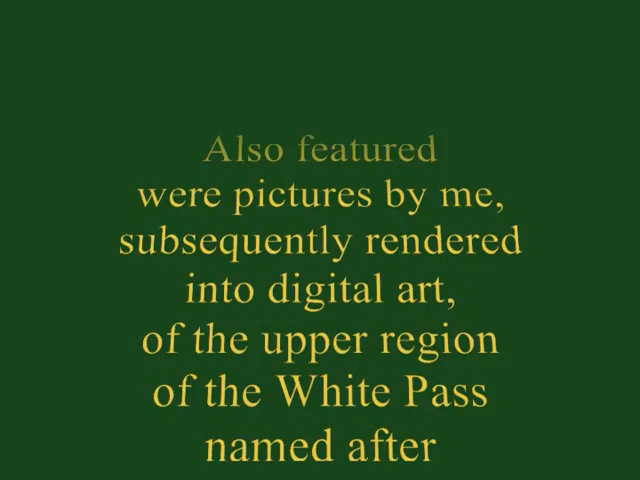 Also featured
were pictures by me,
subsequently rendered
into digital art,
of the upper region
of the White Pass
named after